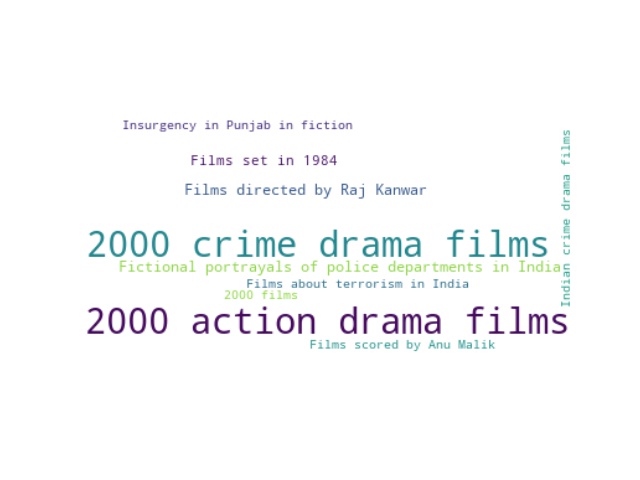 Insurgency in Punjab in fiction
Films set in 1984
Films directed by Raj Kanwar
2000 crime drama films
Fictional portrayals of police departments in India
Films about terrorism in India
2000 films
2000 action drama films
Films scored by Anu Malik
Indian crime drama films